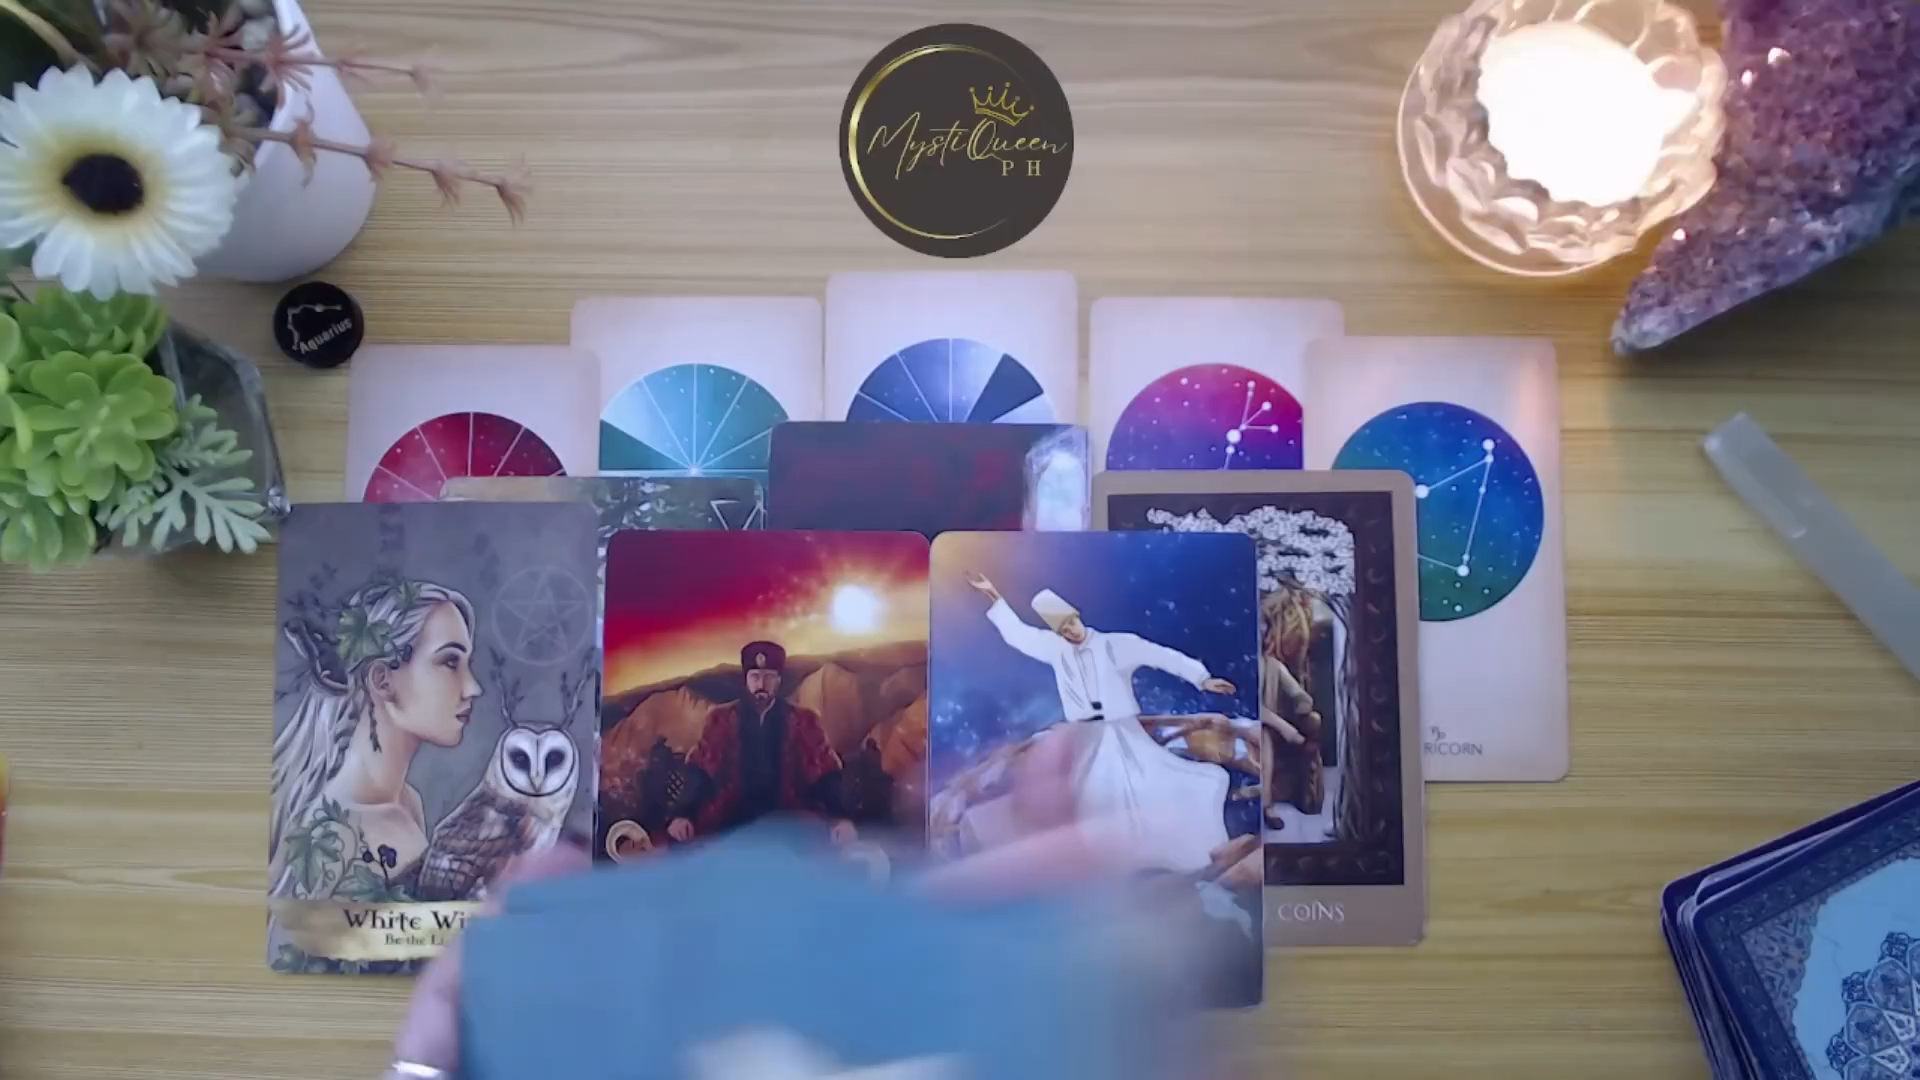 MystiQueen
PH
Aquarius
RICORN
White Wi
Be the Li
COINS